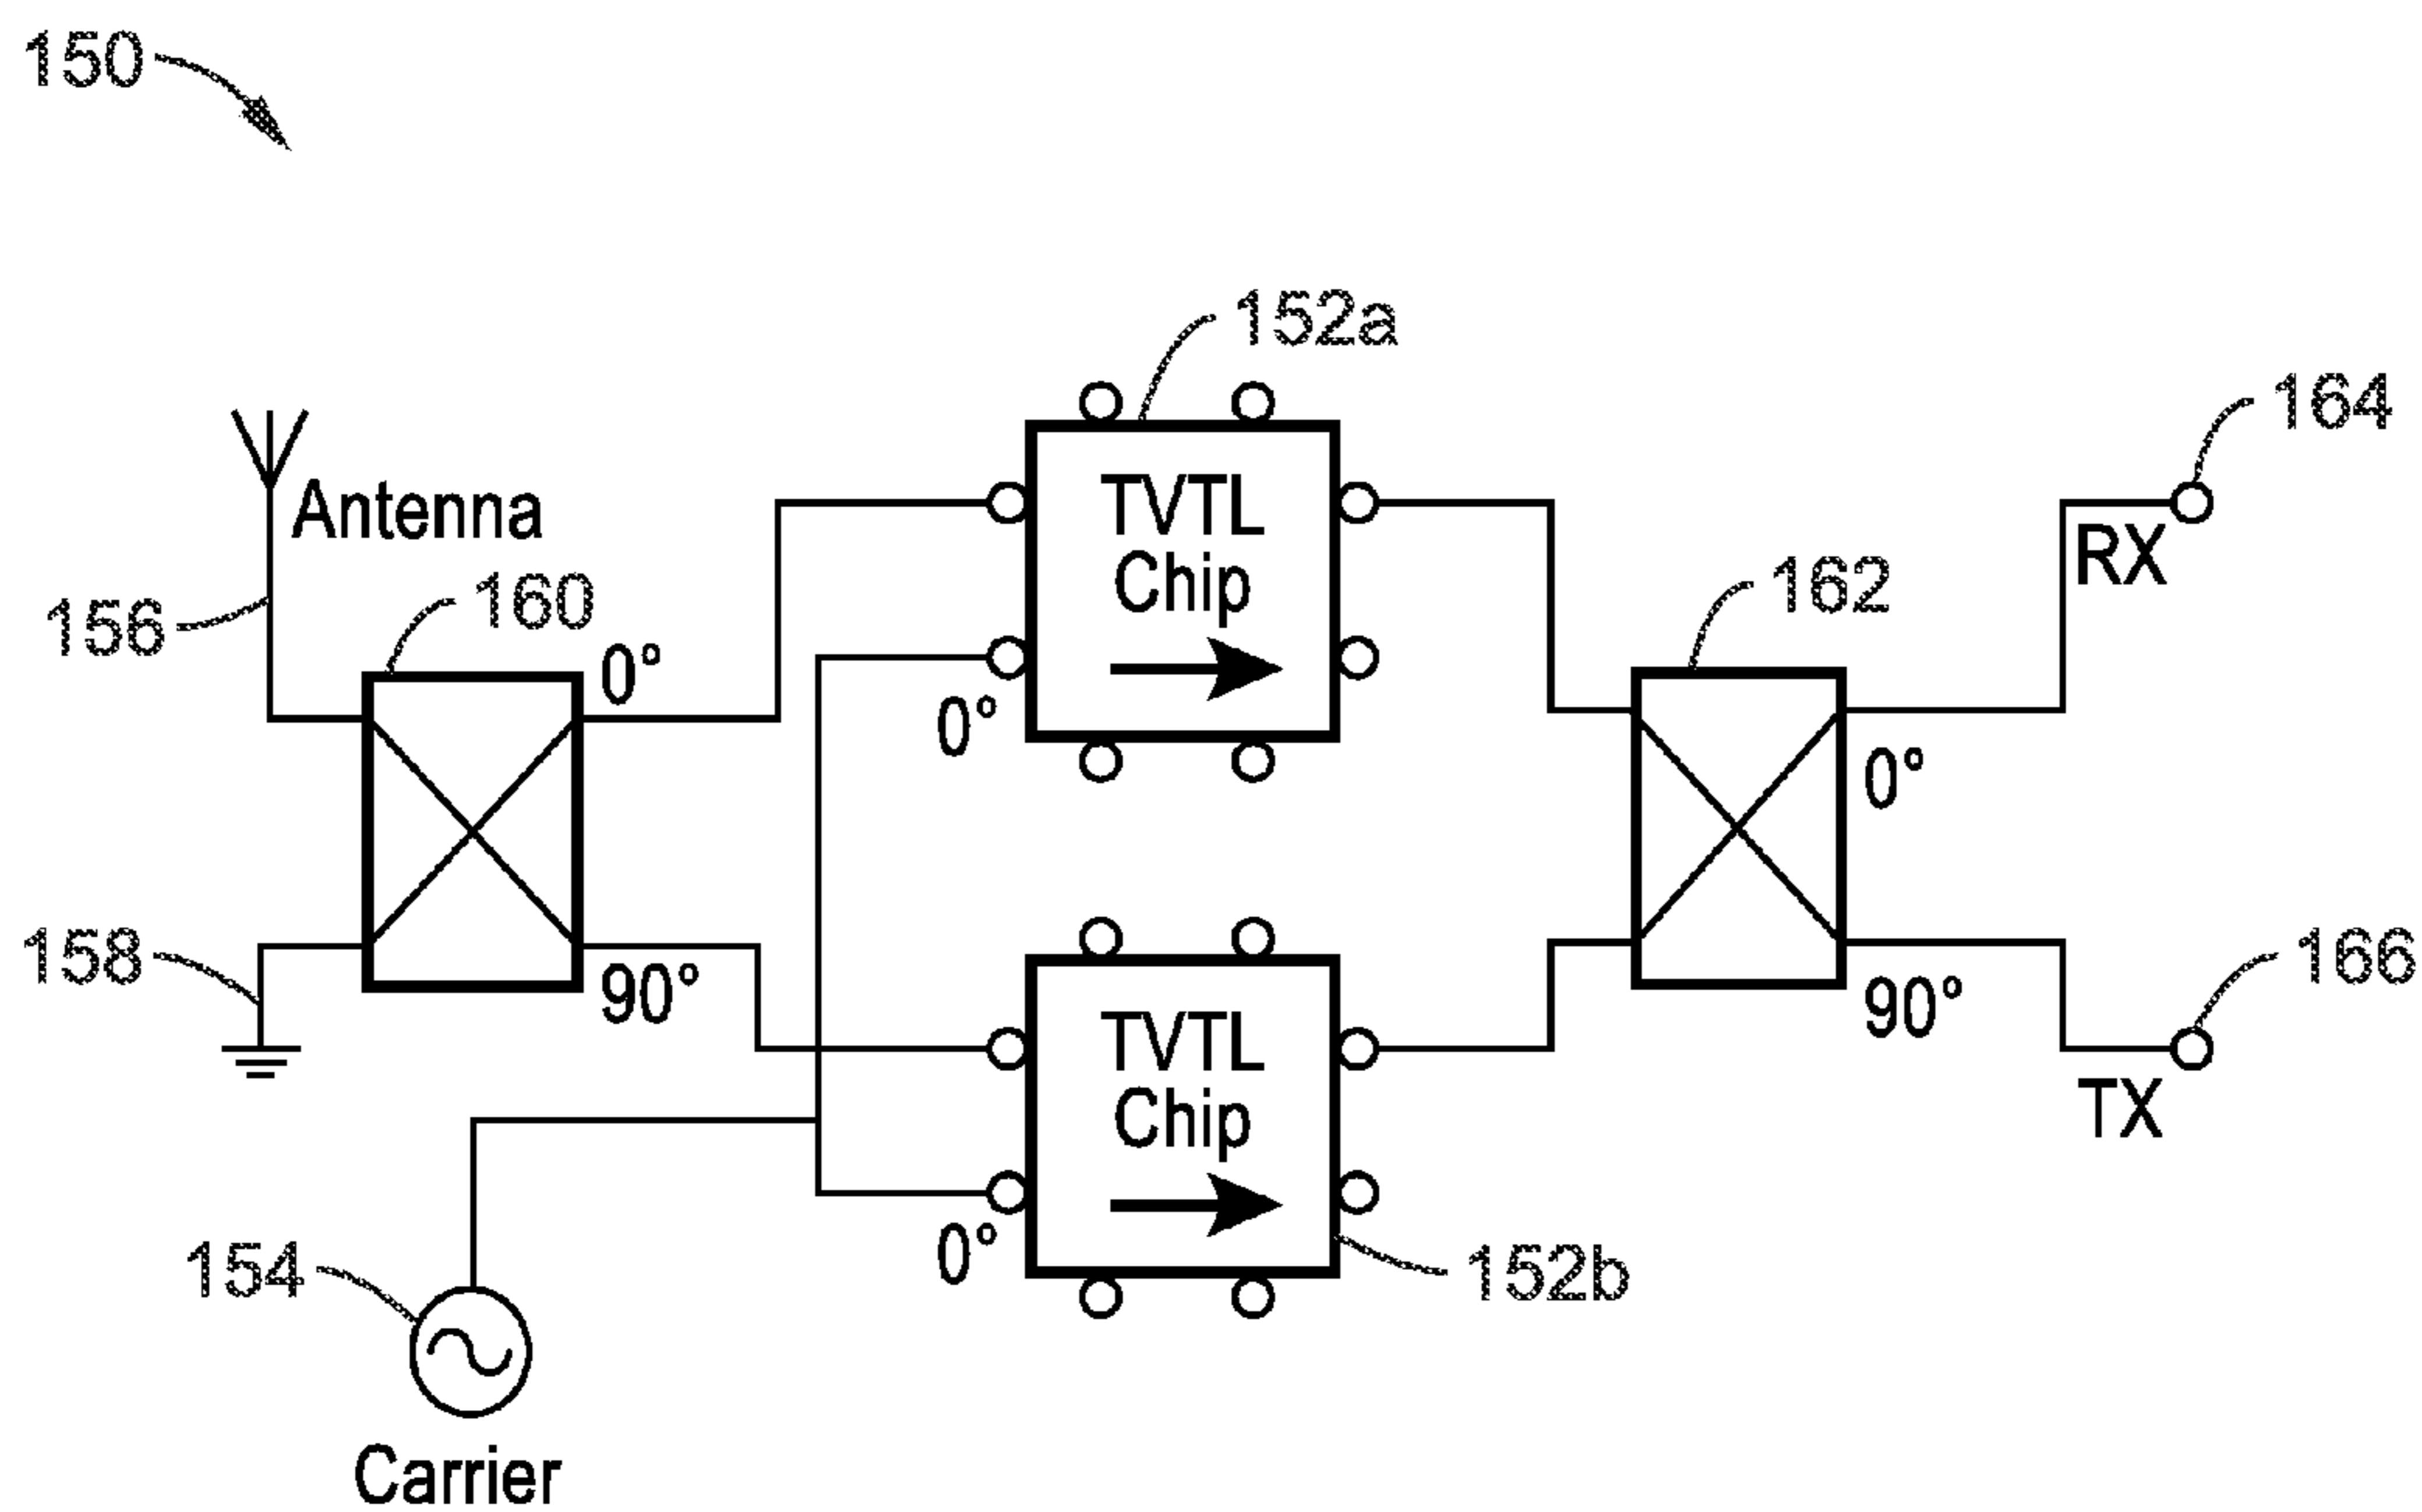 150
152a
164
TVTL
Chip
Antenna
RX
162
160
156
0°
0°
0°
158
90°
90°
166
TVTL
Chip
TX
0°
154
152b
Carrier